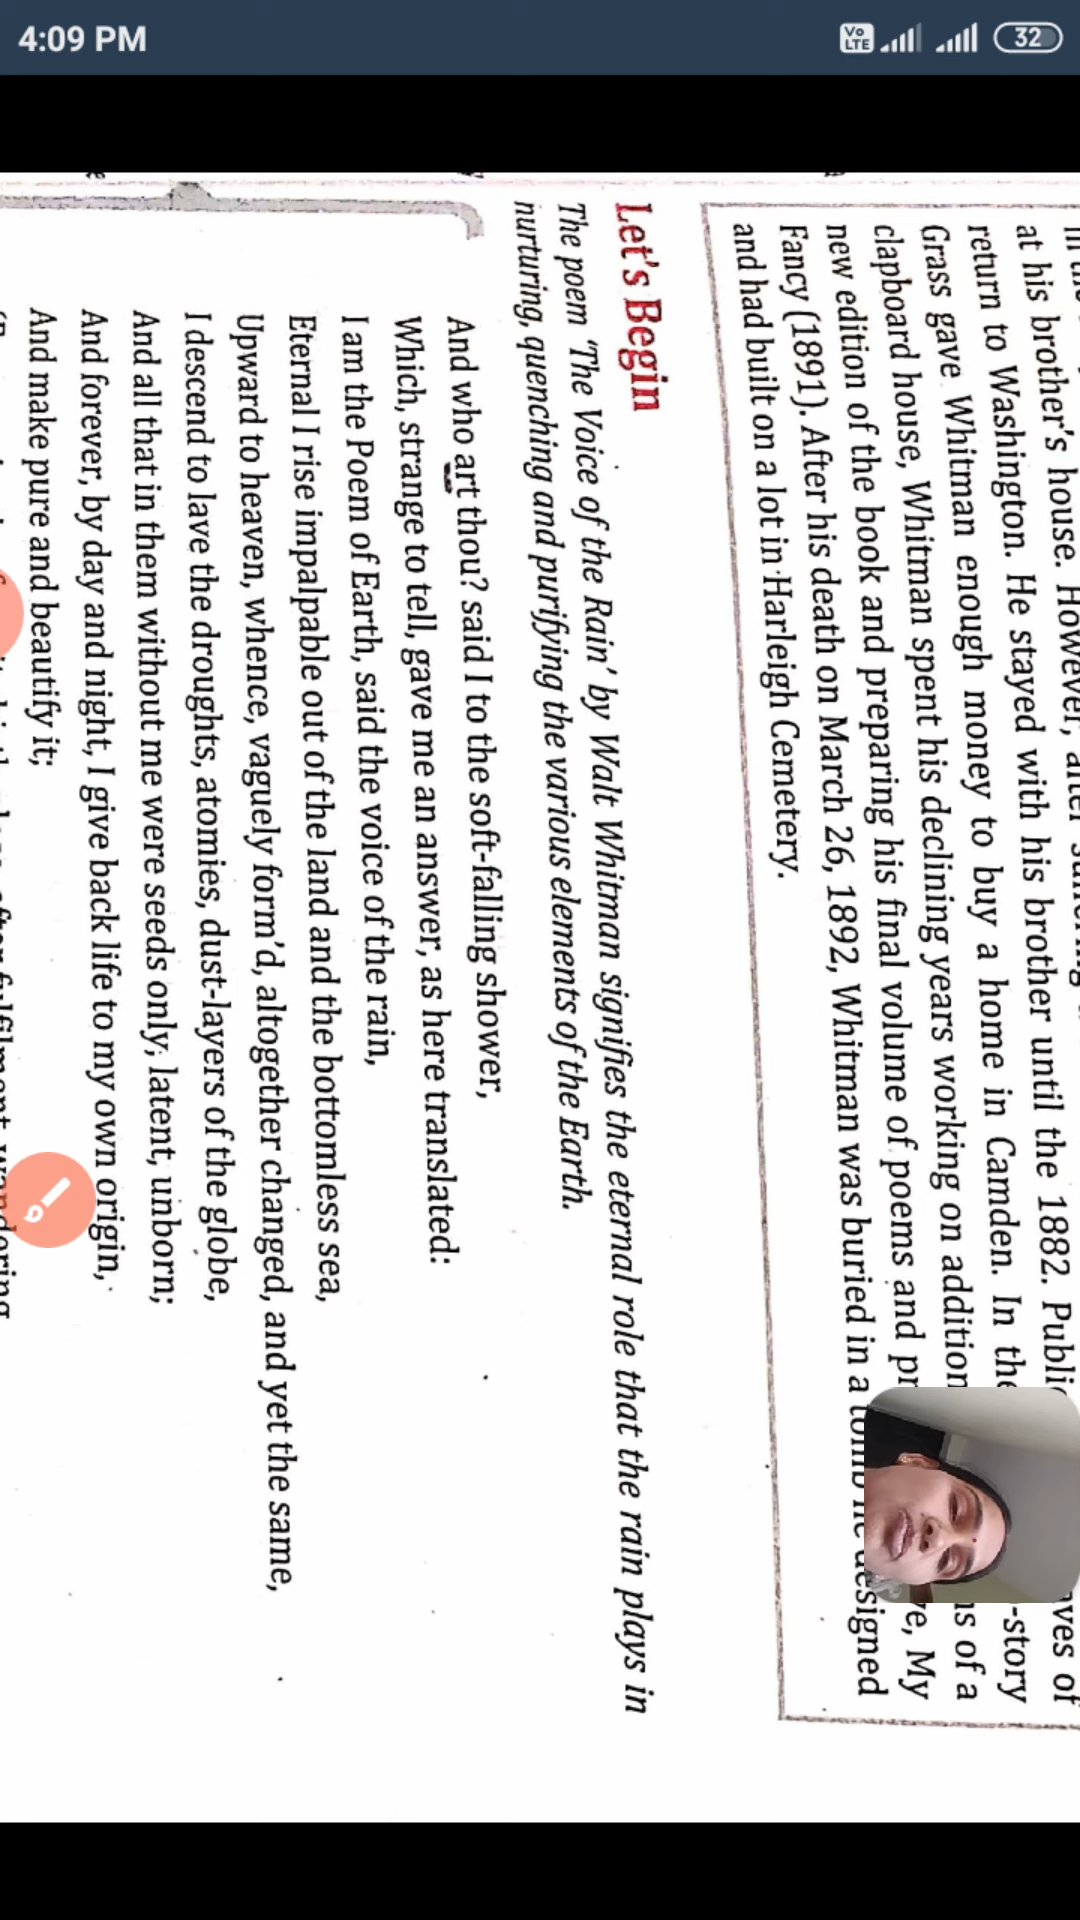 4:09 PM
Vo
LTE
32
at his brother's house. However, after
return to Washington. He stayed with his brother until the 1882. ves of
Grass gave Whitman enough money to buy a home in Camden. In -story
clapboard house, Whitman spent his declining years working on of a
new edition of the book and preparing his final volume of poems and My
Fancy (1891). After his death on March 26, 1892, Whitman was buried in a designed
and had built on a lot in Harleigh Cemetery.
Let's Begin
The poem 'The Voice of the Rain' by Walt Whitman signifies the eternal role that the rain plays in
nurturing, quenching and purifying the various elements of the Earth.
And who art thou? said I to the soft-falling shower,
Which, strange to tell, gave me an answer, as here translated:
I am the Poem of Earth, said the voice of the rain,
Eternal I rise impalpable out of the land and the bottomless sea,
Upward to heaven, whence, vaguely form'd, altogether changed, and yet the same,
I descend to lave the droughts, atomies, dust-layers of the globe,
And all that in them without me were seeds only, latent, unborn;
And forever, by day and night, I give back life to my own origin,
And make pure and beautify it;